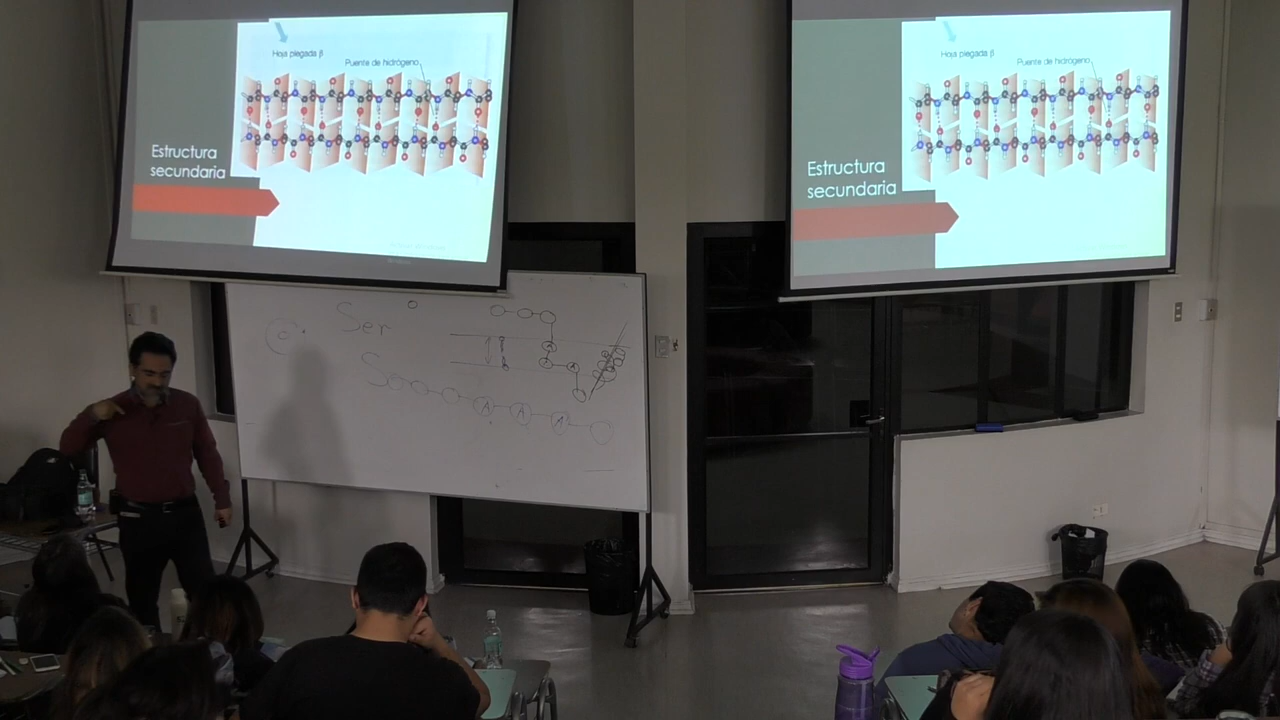 Hoja plegada β
Puente de hidrógeno
Estructura
secundaria
Hoja plegada β
Puente de hidrógeno
Estructura
secundaria
Ser
A
A
A
A
A